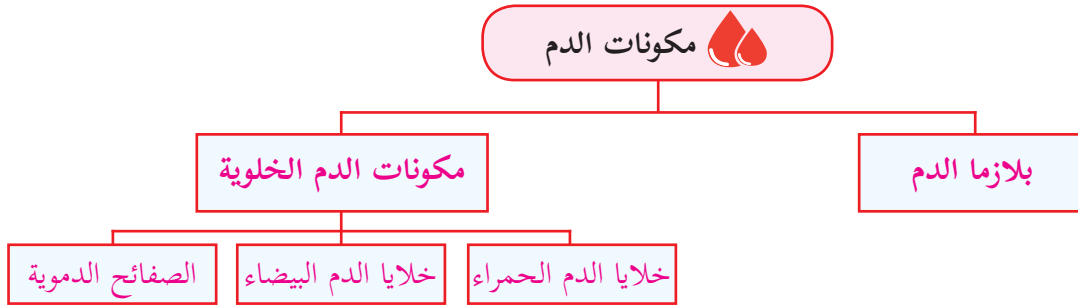 مكونات الدم
بلازما الدم
مكونات الدم الخلوية
خلايا الدم الحمراء
خلايا الدم البيضاء
الصفائح الدموية